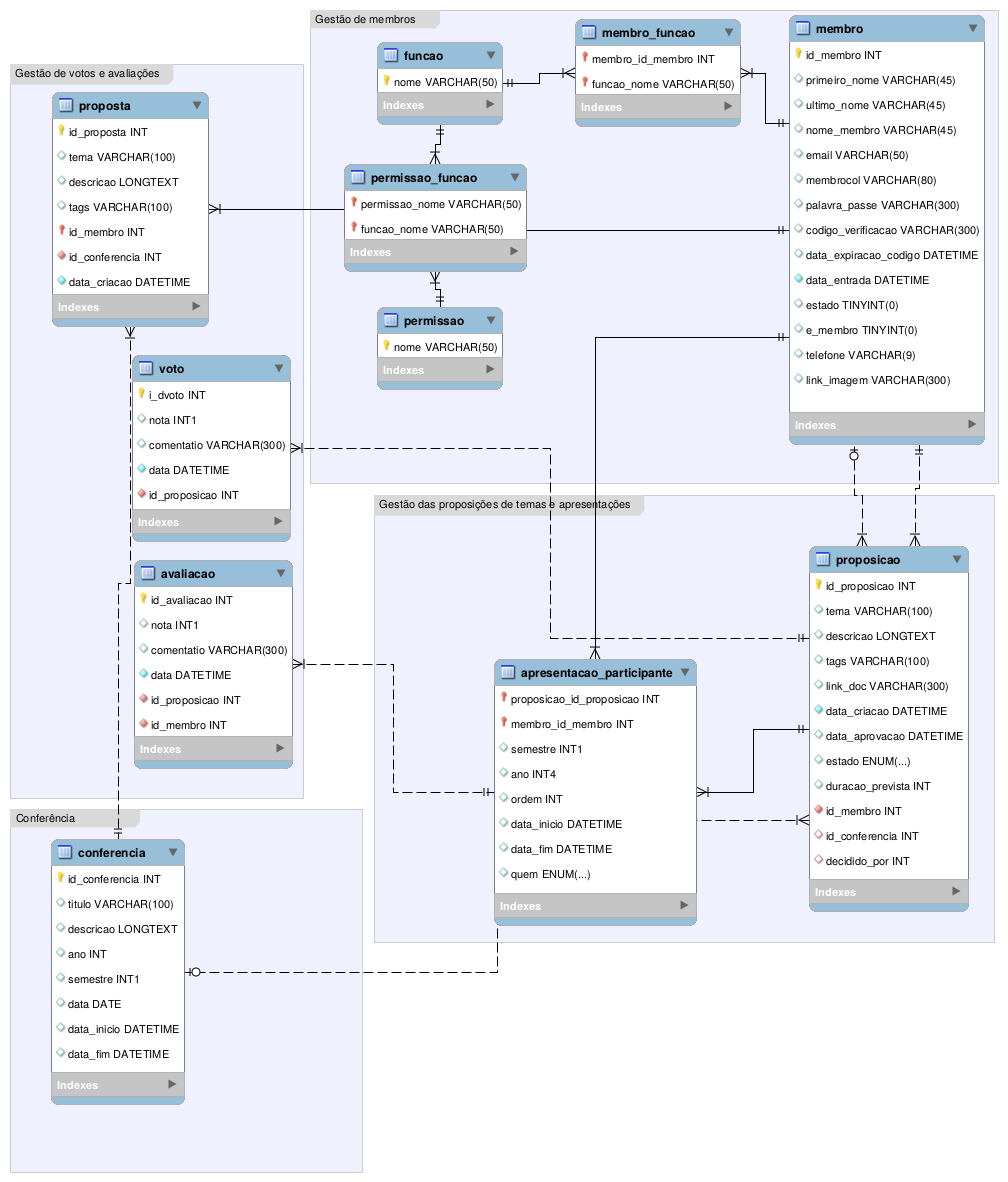 Gestão de membros
funcao
nome VARCHAR(50)
Indexes
membro_funcao
membro_id_membro INT
funcao_nome VARCHAR(50)
Indexes
membro
id_membro INT
primeiro_nome VARCHAR(45)
ultimo_nome VARCHAR(45)
nome_membro VARCHAR(45)
email VARCHAR(50)
membrocol VARCHAR(80)
palavra_passe VARCHAR(300)
codigo_verificacao VARCHAR(300)
data_expiracao_codigo DATETIME
data_entrada DATETIME
estado TINYINT(0)
e_membro TINYINT(0)
telefone VARCHAR(9)
link_imagem VARCHAR(300)
Indexes
permissao_funcao
permissao_nome VARCHAR(50)
funcao_nome VARCHAR(50)
Indexes
permissao
nome VARCHAR(50)
Indexes
Gestão de votos e avaliações
proposta
id_proposta INT
tema VARCHAR(100)
descricao LONGTEXT
tags VARCHAR(100)
id_membro INT
id_conferencia INT
data_criacao DATETIME
Indexes
voto
i_dvoto INT
nota INT1
comentatio VARCHAR(300)
data DATETIME
id_proposicao INT
Indexes
avaliacao
id_avaliacao INT
nota INT1
comentatio VARCHAR(300)
data DATETIME
id_proposicao INT
id_membro INT
Indexes
Gestão das proposições de temas e apresentações
apresentacao_participante
proposicao_id_proposicao INT
membro_id_membro INT
semestre INT1
ano INT4
ordem INT
data_inicio DATETIME
data_fim DATETIME
quem ENUM(...)
Indexes
proposicao
id_proposicao INT
tema VARCHAR(100)
descricao LONGTEXT
tags VARCHAR(100)
link_doc VARCHAR(300)
data_criacao DATETIME
data_aprovacao DATETIME
estado ENUM(...)
duracao_prevista INT
id_membro INT
id_conferencia INT
decidido_por INT
Indexes
Conferência
conferencia
id_conferencia INT
titulo VARCHAR(100)
descricao LONGTEXT
ano INT
semestre INT1
data DATE
data_inicio DATETIME
data_fim DATETIME
Indexes